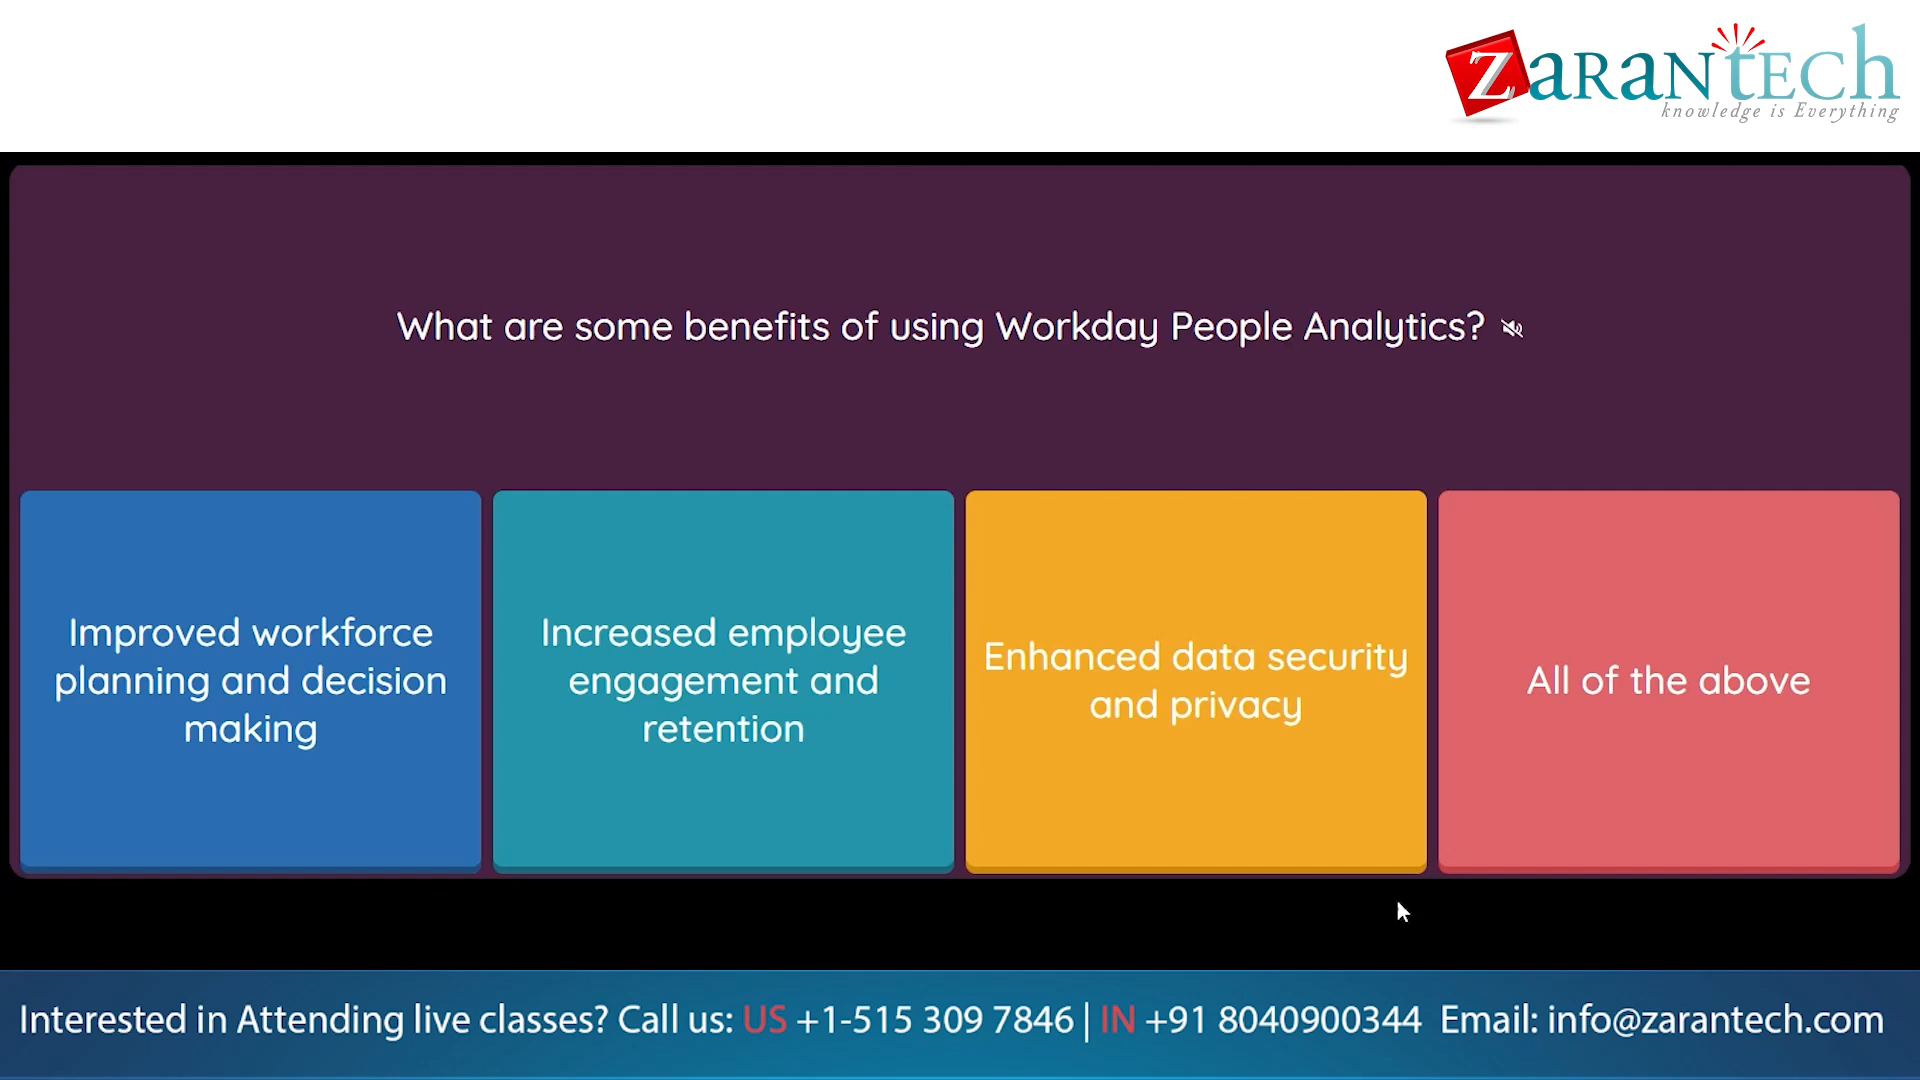 ZaranTech
knowledge is Everything
What are some benefits of using Workday People Analytics?
Improved workforce
planning and decision
making
Increased employee
engagement and
retention
Enhanced data security
and privacy
All of the above
Interested in Attending live classes? Call us: US +1-515 309 7846 | IN +91 8040900344 Email: info@zarantech.com